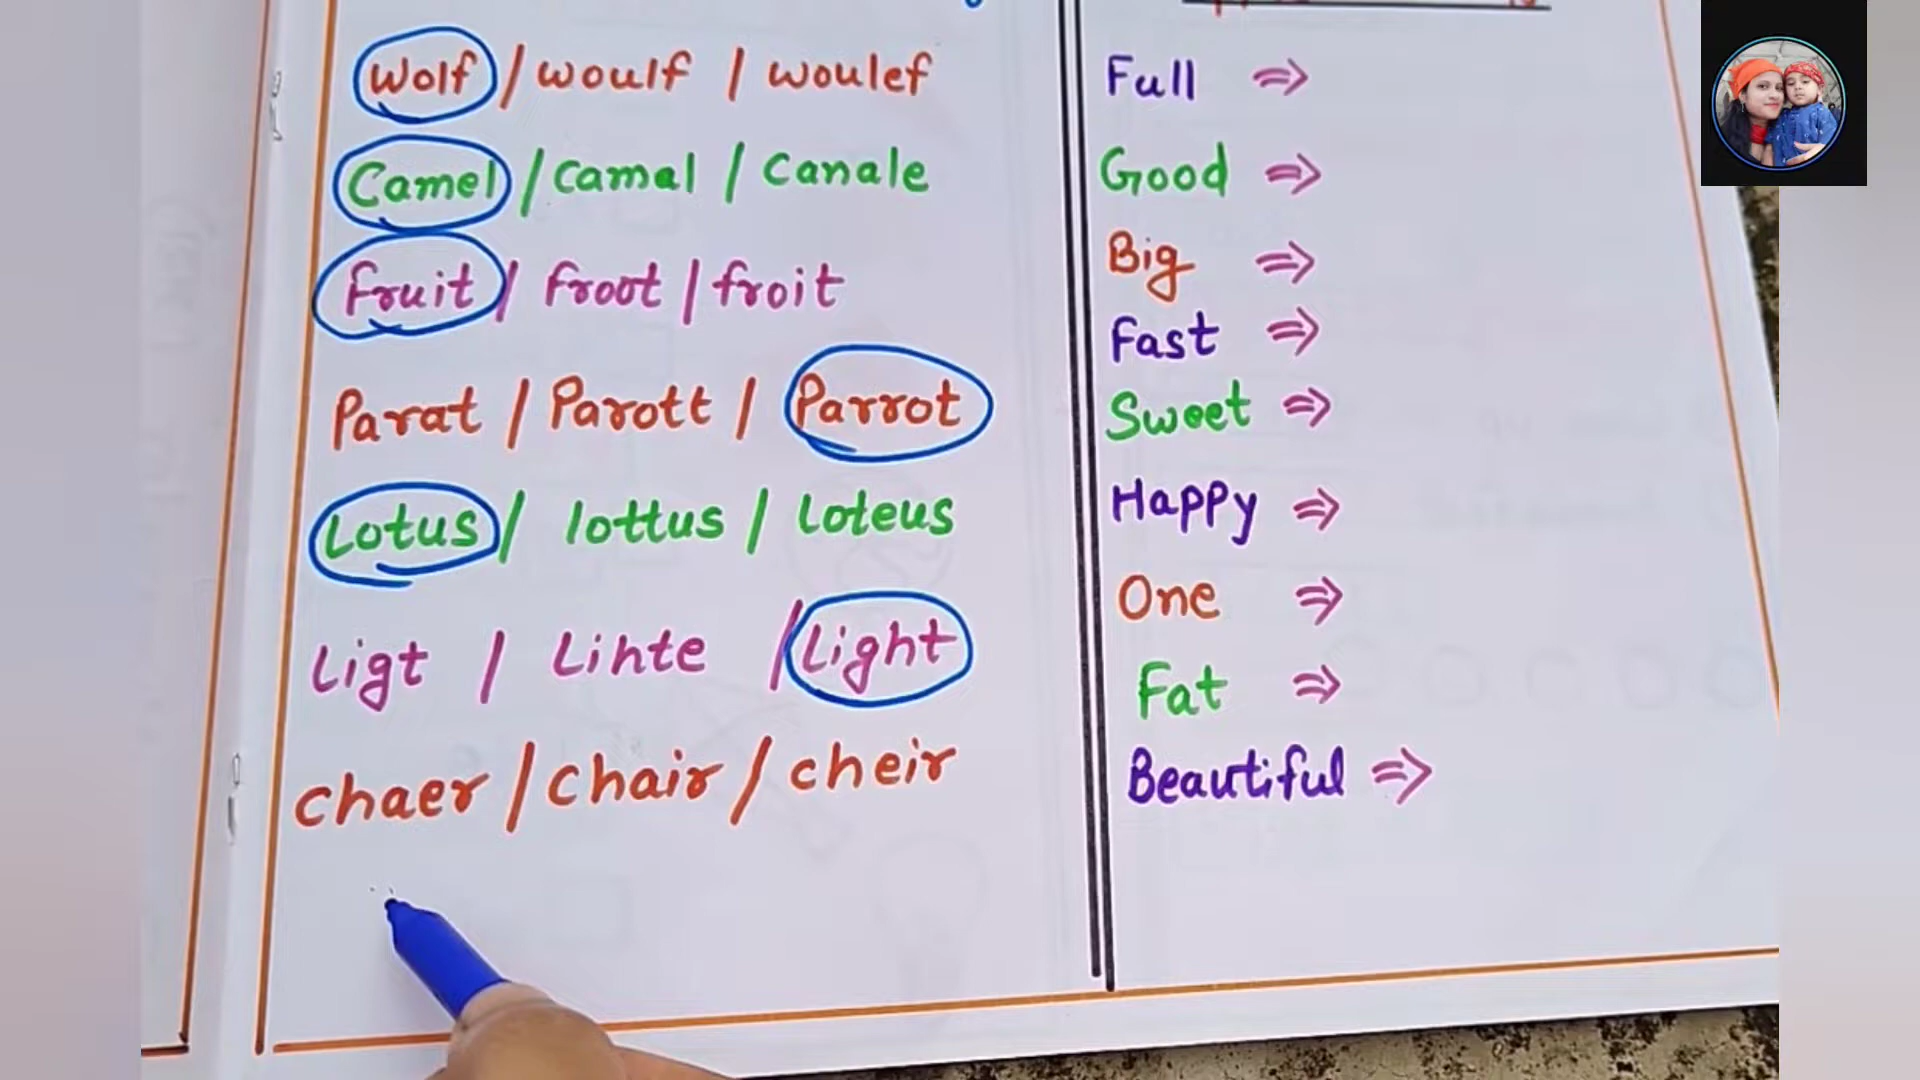 Wolf / woulf / woulef
Camel / camal / canale
fruit / froot / froit
Parat / Parott / Parrot
Lotus / lottus / Loteus
Ligt / Lihte / Light
chaer / chair / cheir
Full ⇒
Good ⇒
Big ⇒
Fast ⇒
Sweet ⇒
Happy ⇒
One ⇒
Fat ⇒
Beautiful ⇒